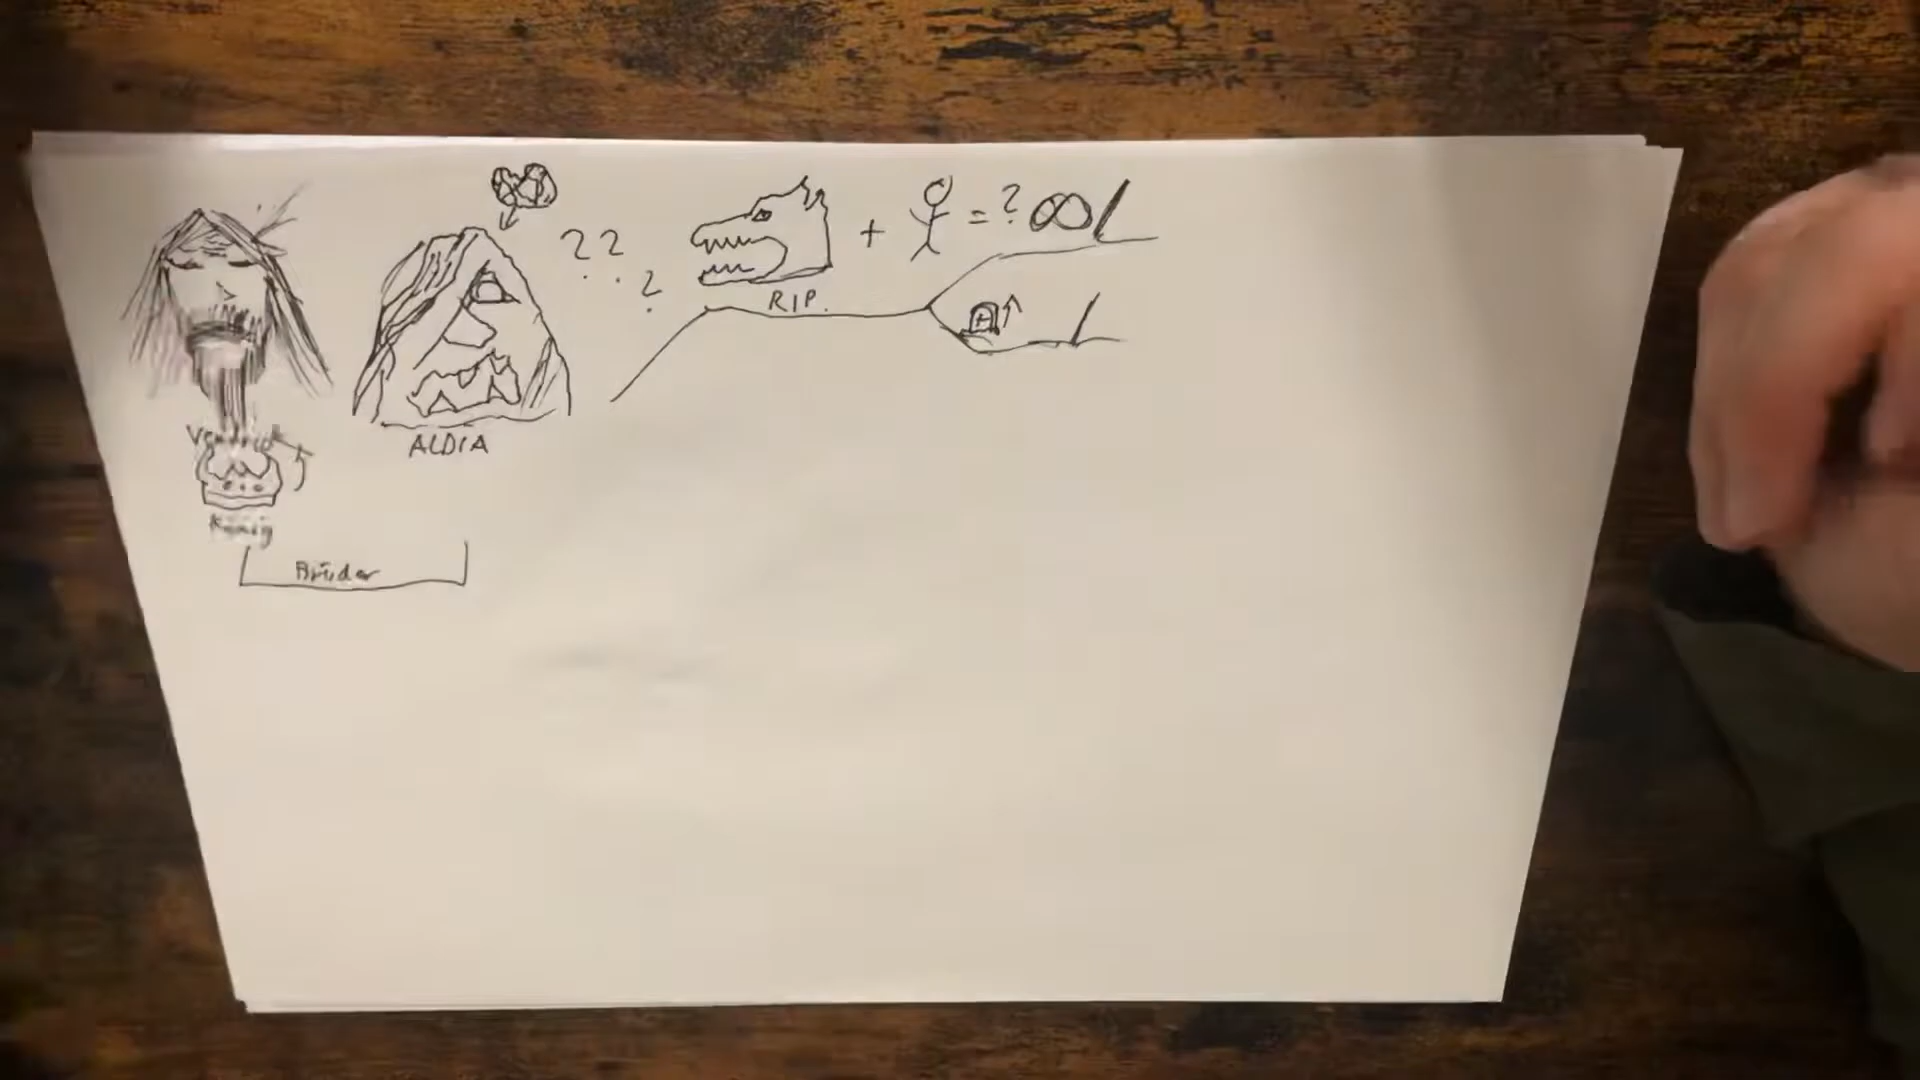 ? ?
?
+ = ? ∞
RIP.
ALDIA
Vendrick
König
Brüder